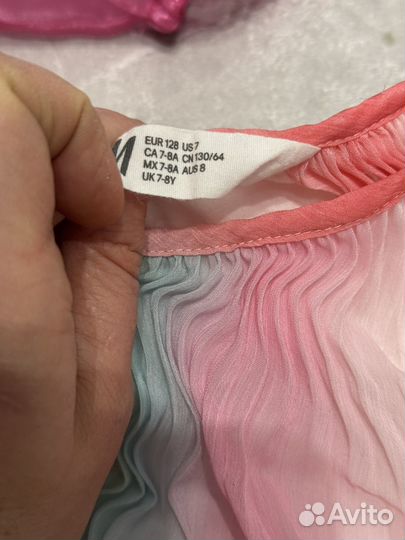 EUR 128 US 7
CA 7-8A CN 130/64
MX 7-8A AUS 8
UK 7-8Y
Avito